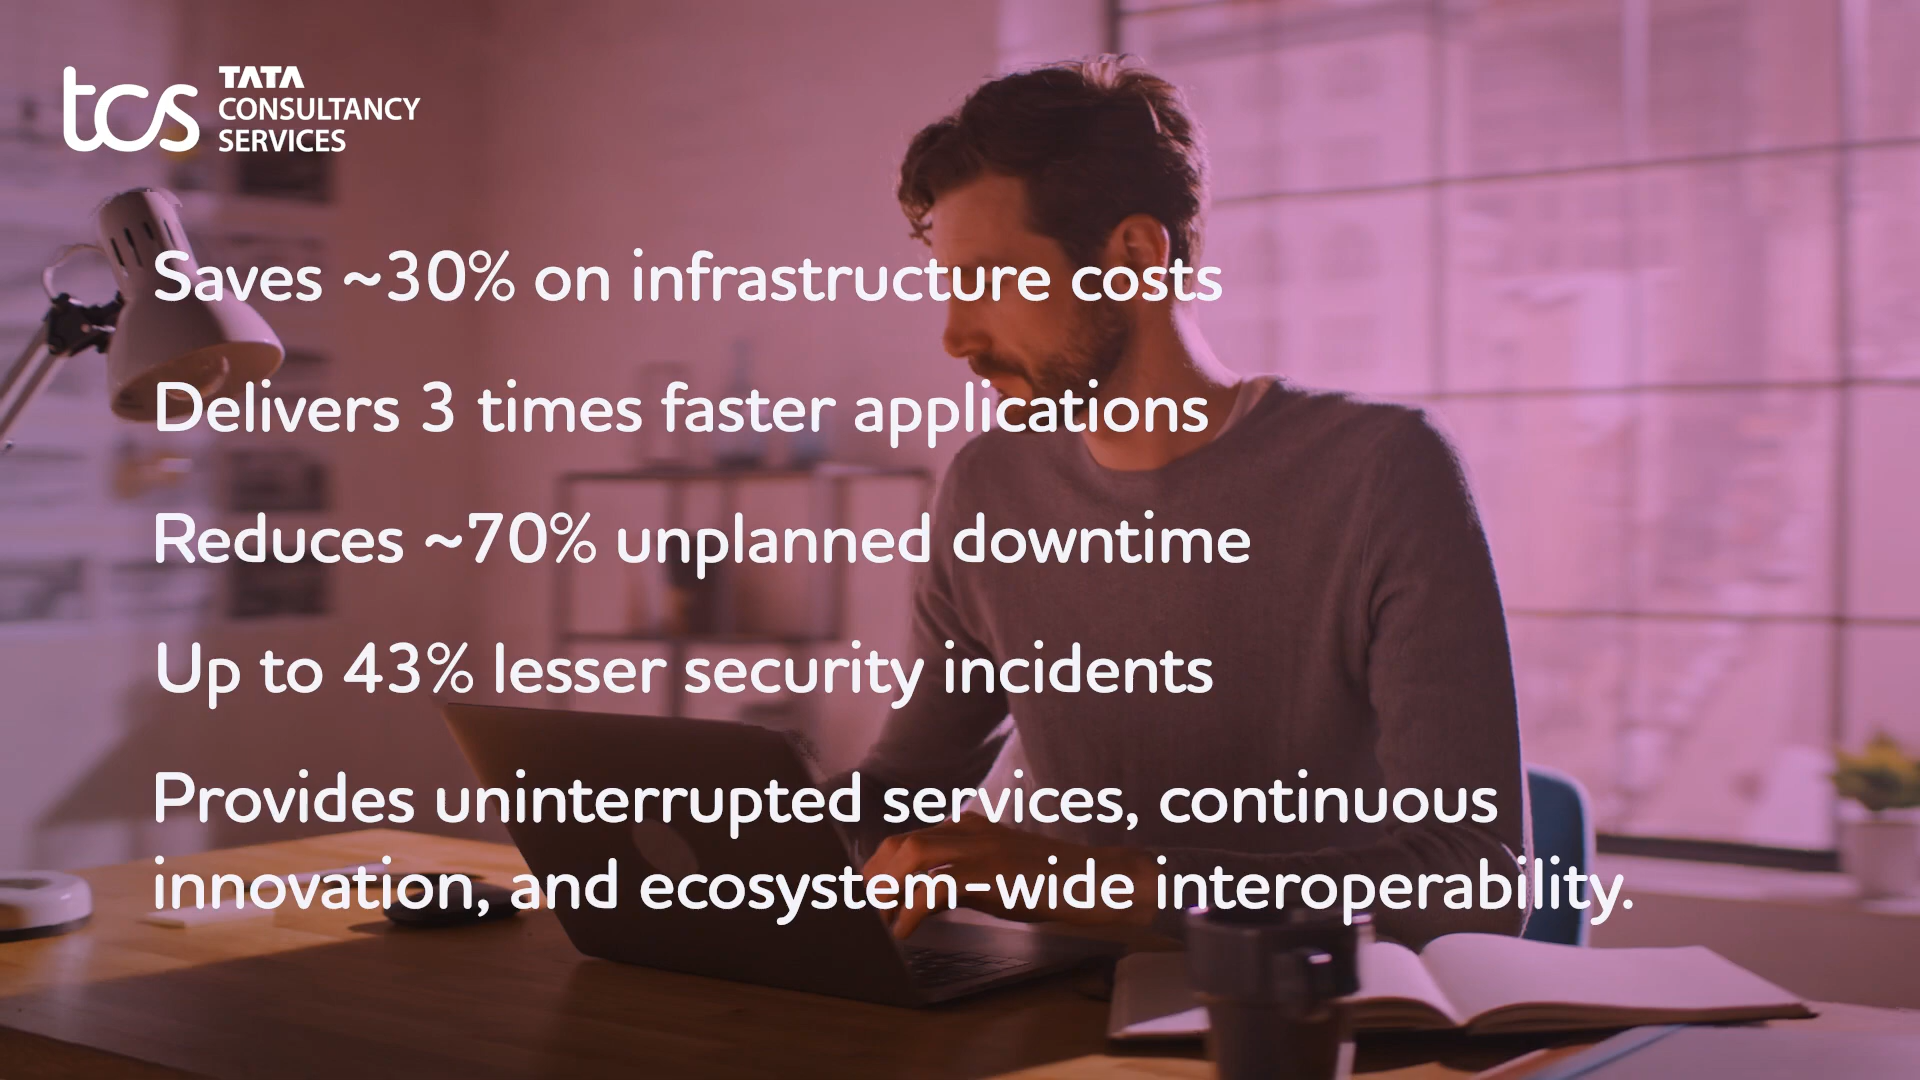 tcs
TATA
CONSULTANCY
SERVICES
Saves ~30% on infrastructure costs
Delivers 3 times faster applications
Reduces ~70% unplanned downtime
Up to 43% lesser security incidents
Provides uninterrupted services, continuous
innovation, and ecosystem-wide interoperability.